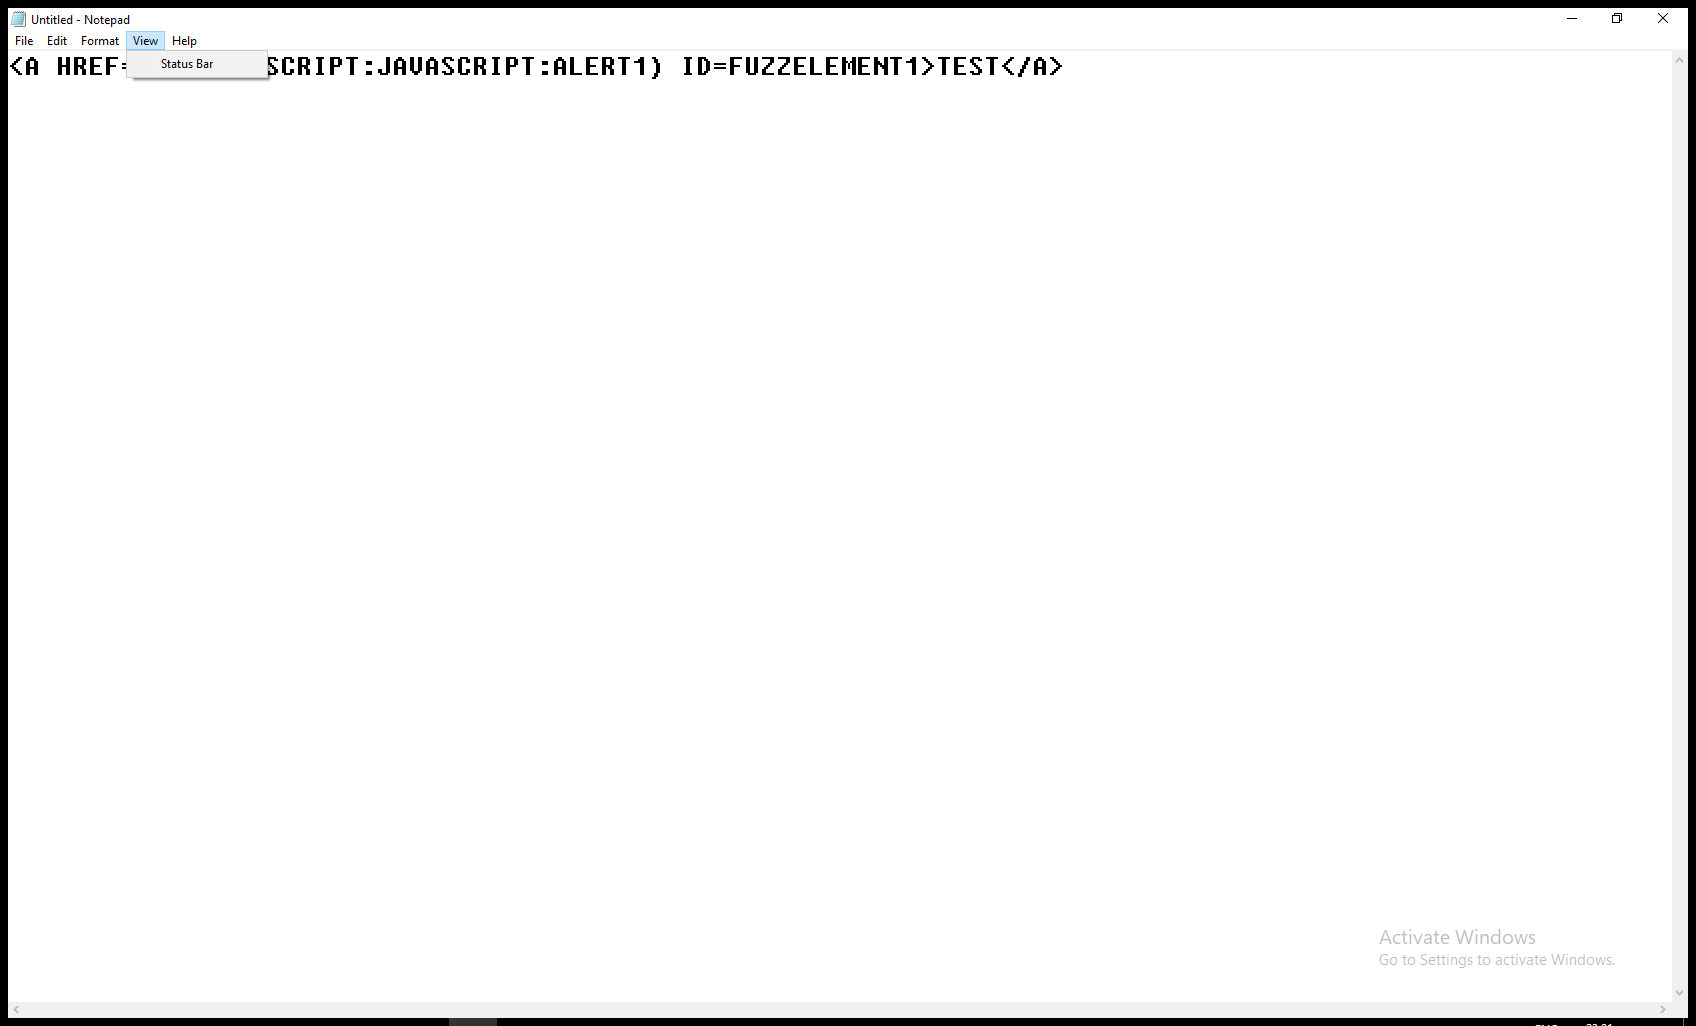 Untitled - Notepad
File Edit Format View Help
Status Bar
<A HREF= SCRIPT:JAVASCRIPT:ALERT1) ID=FUZZELEMENT1>TEST</A>
Activate Windows
Go to Settings to activate Windows.